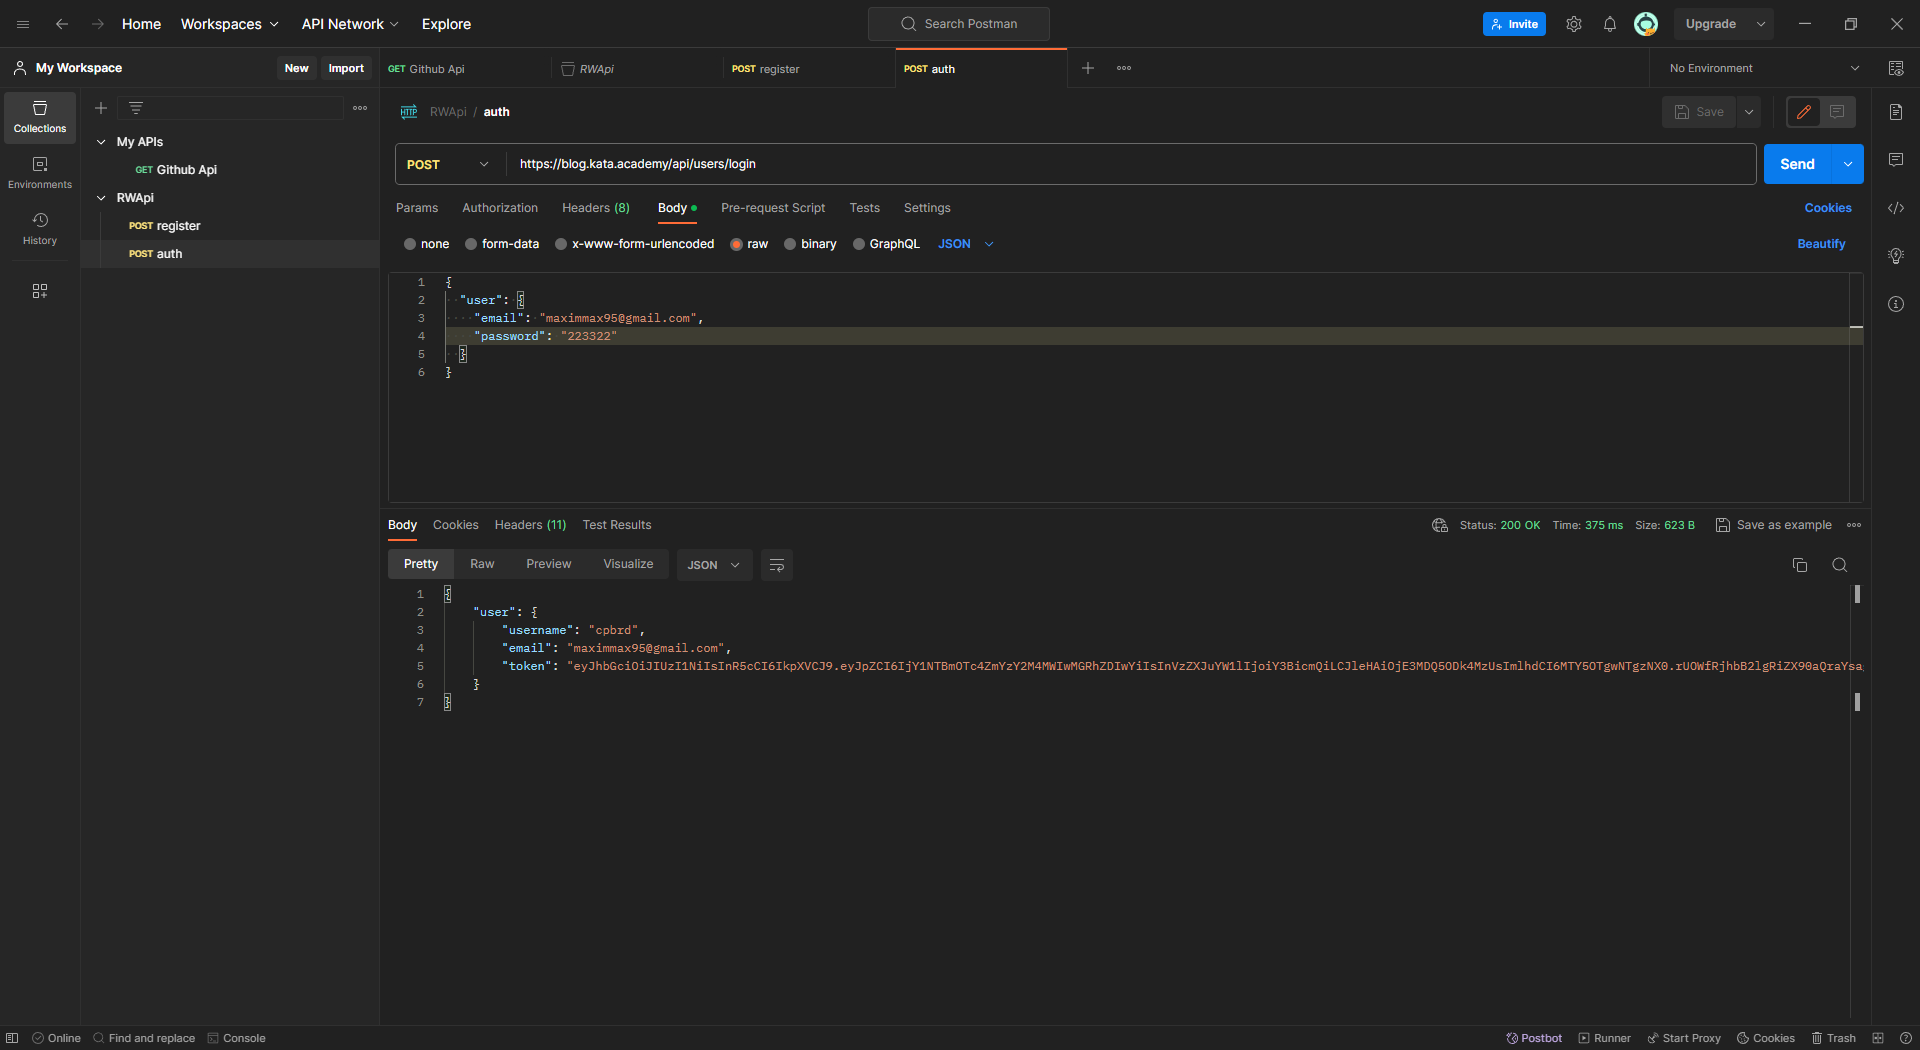 Home Workspaces API Network Explore Search Postman Invite Upgrade
My Workspace New Import GET Github Api RWApi POST register POST auth No Environment
Collections
Environments
History
My APIs
GET Github Api
RWApi
POST register
POST auth
HTTP RWApi / auth Save
POST https://blog.kata.academy/api/users/login Send
Params Authorization Headers (8) Body Pre-request Script Tests Settings Cookies
none form-data x-www-form-urlencoded raw binary GraphQL JSON Beautify
1 {
2 "user": {
3 "email": "maximmax95@gmail.com",
4 "password": "223322"
5 }
6 }
Body Cookies Headers (11) Test Results Status: 200 OK Time: 375 ms Size: 623 B Save as example
Pretty Raw Preview Visualize JSON
1 {
2 "user": {
3 "username": "cpbrd",
4 "email": "maximmax95@gmail.com",
5 "token":
6 }
7 }
Online Find and replace Console Postbot Runner Start Proxy Cookies Trash